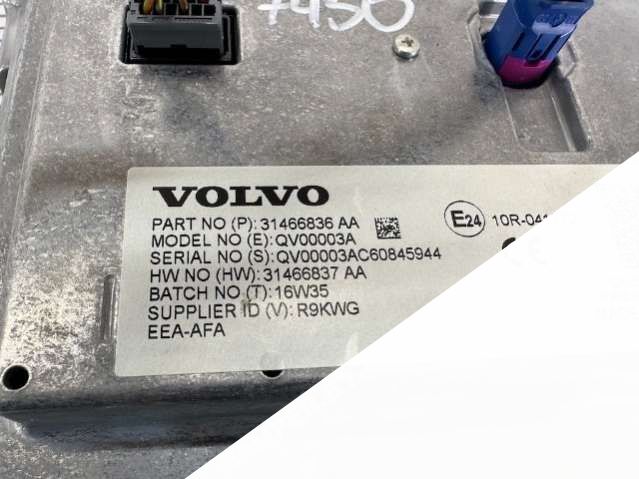 7450
VOLVO
PART NO (P): 31466836 AA
MODEL NO (E): QV00003A
SERIAL NO (S): QV00003AC60845944
HW NO (HW): 31466837 AA
BATCH NO (T): 16W35
SUPPLIER ID (V): R9KWG
EEA-AFA
E24